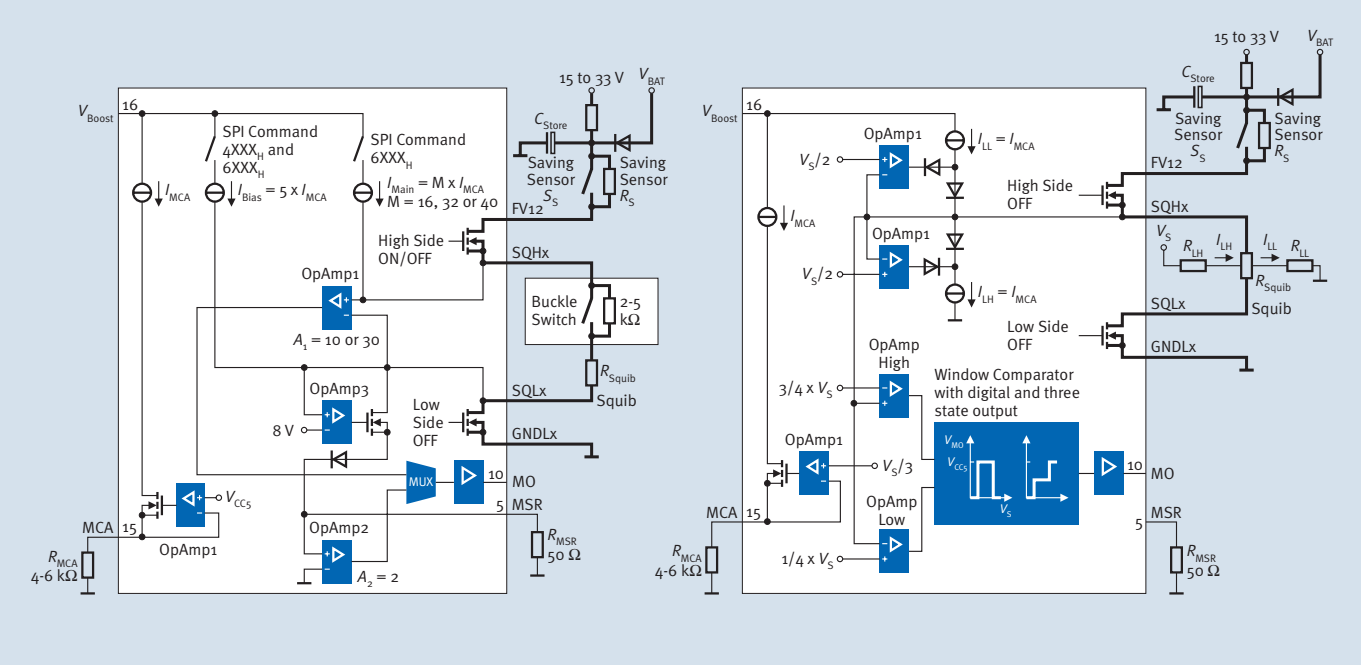 15 to 33 V
V_BAT
C_Store
Saving
Sensor
S_S
Saving
Sensor
R_S
V_Boost
16
SPI Command
4XXX_H and
6XXX_H
SPI Command
6XXX_H
I_MCA
I_Bias = 5 x I_MCA
I_Main = M x I_MCA
M = 16, 32 or 40
FV12
High Side
ON/OFF
SQHx
OpAmp1
+
−
A_1 = 10 or 30
Buckle
Switch
2-5
kΩ
R_Squib
Squib
OpAmp3
+
−
8 V
Low
Side
OFF
SQLx
GNDLx
MUX
10
MO
5
MSR
V_CC5
+
−
MCA
15
OpAmp1
OpAmp2
+
−
A_2 = 2
R_MCA
4-6 kΩ
R_MSR
50 Ω
15 to 33 V
V_BAT
C_Store
Saving
Sensor
S_S
Saving
Sensor
R_S
V_Boost
16
OpAmp1
V_S/2
+
−
I_LL = I_MCA
FV12
High Side
OFF
SQHx
I_MCA
OpAmp1
−
+
V_S/2
I_LH = I_MCA
V_S
R_LH
I_LH
I_LL
R_LL
R_Squib
Squib
SQLx
Low Side
OFF
GNDLx
OpAmp
High
3/4 x V_S
−
+
Window Comparator
with digital and three
state output
V_MO
V_CC5
V_S
OpAmp1
+
−
V_S/3
10
MO
OpAmp
Low
−
+
1/4 x V_S
MCA
15
5
MSR
R_MCA
4-6 kΩ
R_MSR
50 Ω